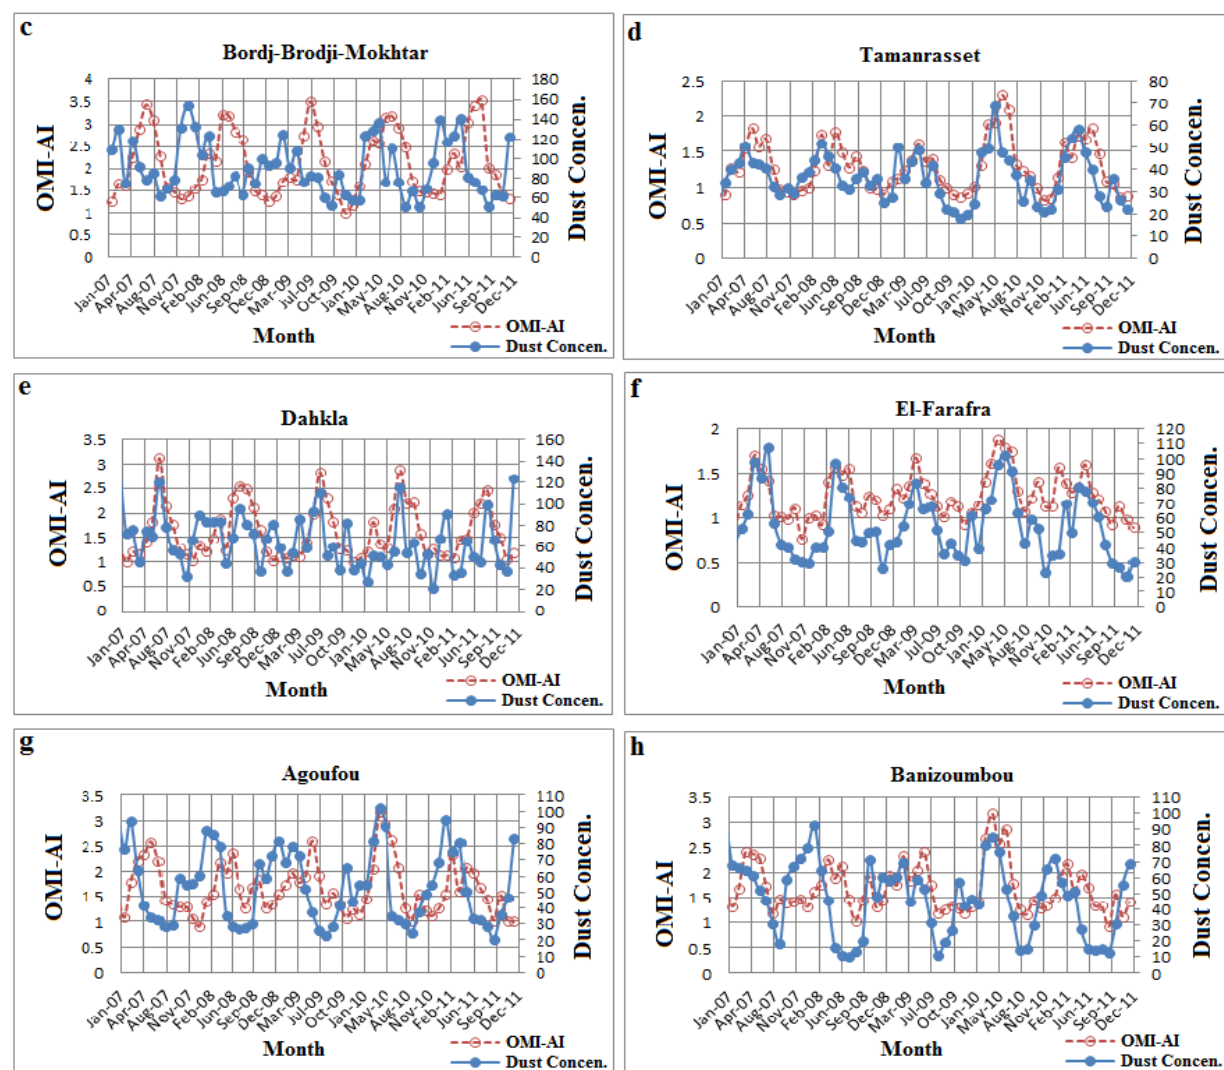 c
Bordj-Brodji-Mokhtar
OMI-AI
4
3.5
3
2.5
2
1.5
1
0.5
0
180
160
140
120
100
80
60
40
20
0
Dust Concen.
Jan-07 Apr-07 Aug-07 Nov-07 Feb-08 Jun-08 Sep-08 Dec-08 Mar-09 Jul-09 Oct-09 Jan-10 May-10 Aug-10 Nov-10 Feb-11 Jun-11 Sep-11 Dec-11
Month
OMI-AI
Dust Concen.
d
Tamanrasset
OMI-AI
2.5
2
1.5
1
0.5
0
80
70
60
50
40
30
20
10
0
Dust Concen.
Jan-07 Apr-07 Aug-07 Nov-07 Feb-08 Jun-08 Sep-08 Dec-08 Mar-09 Jul-09 Oct-09 Jan-10 May-10 Aug-10 Nov-10 Feb-11 Jun-11 Sep-11 Dec-11
Month
OMI-AI
Dust Concen.
e
Dahkla
OMI-AI
3.5
3
2.5
2
1.5
1
0.5
0
160
140
120
100
80
60
40
20
0
Dust Concen.
Jan-07 Apr-07 Aug-07 Nov-07 Feb-08 Jun-08 Sep-08 Dec-08 Mar-09 Jul-09 Oct-09 Jan-10 May-10 Aug-10 Nov-10 Feb-11 Jun-11 Sep-11 Dec-11
Month
OMI-AI
Dust Concen.
f
El-Farafra
OMI-AI
2
1.5
1
0.5
0
120
110
100
90
80
70
60
50
40
30
20
10
0
Dust Concen.
Jan-07 Apr-07 Aug-07 Nov-07 Feb-08 Jun-08 Sep-08 Dec-08 Mar-09 Jul-09 Oct-09 Jan-10 May-10 Aug-10 Nov-10 Feb-11 Jun-11 Sep-11 Dec-11
Month
OMI-AI
Dust Concen.
g
Agoufou
OMI-AI
3.5
3
2.5
2
1.5
1
0.5
0
110
100
90
80
70
60
50
40
30
20
10
0
Dust Concen.
Jan-07 Apr-07 Aug-07 Nov-07 Feb-08 Jun-08 Sep-08 Dec-08 Mar-09 Jul-09 Oct-09 Jan-10 May-10 Aug-10 Nov-10 Feb-11 Jun-11 Sep-11 Dec-11
Month
OMI-AI
Dust Concen.
h
Banizoumbou
OMI-AI
3.5
3
2.5
2
1.5
1
0.5
0
110
100
90
80
70
60
50
40
30
20
10
0
Dust Concen.
Jan-07 Apr-07 Aug-07 Nov-07 Feb-08 Jun-08 Sep-08 Dec-08 Mar-09 Jul-09 Oct-09 Jan-10 May-10 Aug-10 Nov-10 Feb-11 Jun-11 Sep-11 Dec-11
Month
OMI-AI
Dust Concen.